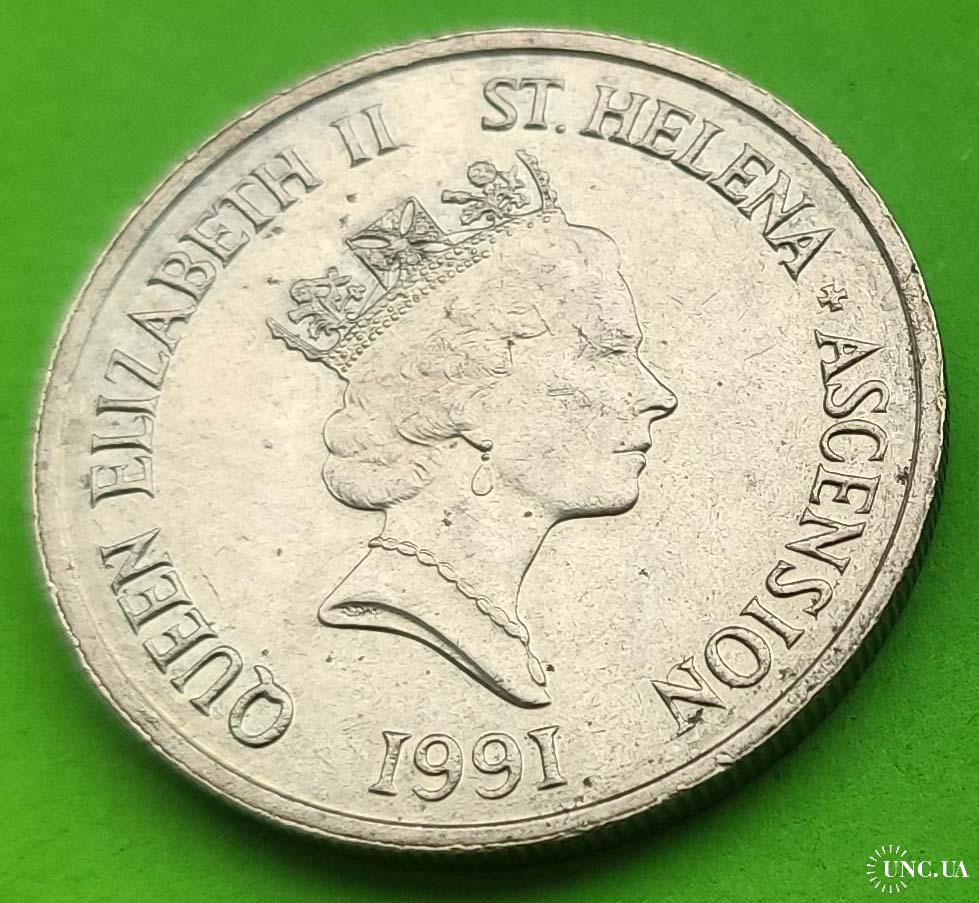 QUEEN ELIZABETH II ST. HELENA + ASCENSION
1991
UNC.UA